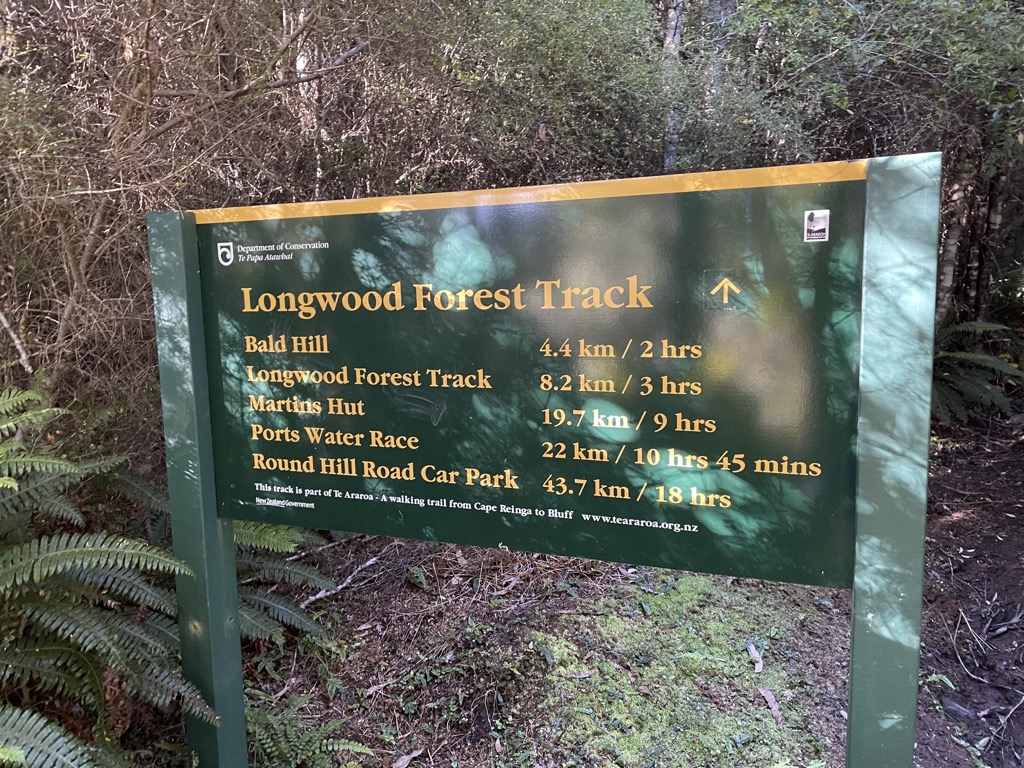 Department of Conservation
Te Papa Atawhai
TE ARAROA
Longwood Forest Track
Bald Hill 4.4 km / 2 hrs
Longwood Forest Track 8.2 km / 3 hrs
Martins Hut 19.7 km / 9 hrs
Ports Water Race 22 km / 10 hrs 45 mins
Round Hill Road Car Park 43.7 km / 18 hrs
This track is part of Te Araroa - A walking trail from Cape Reinga to Bluff www.teararoa.org.nz
New Zealand Government